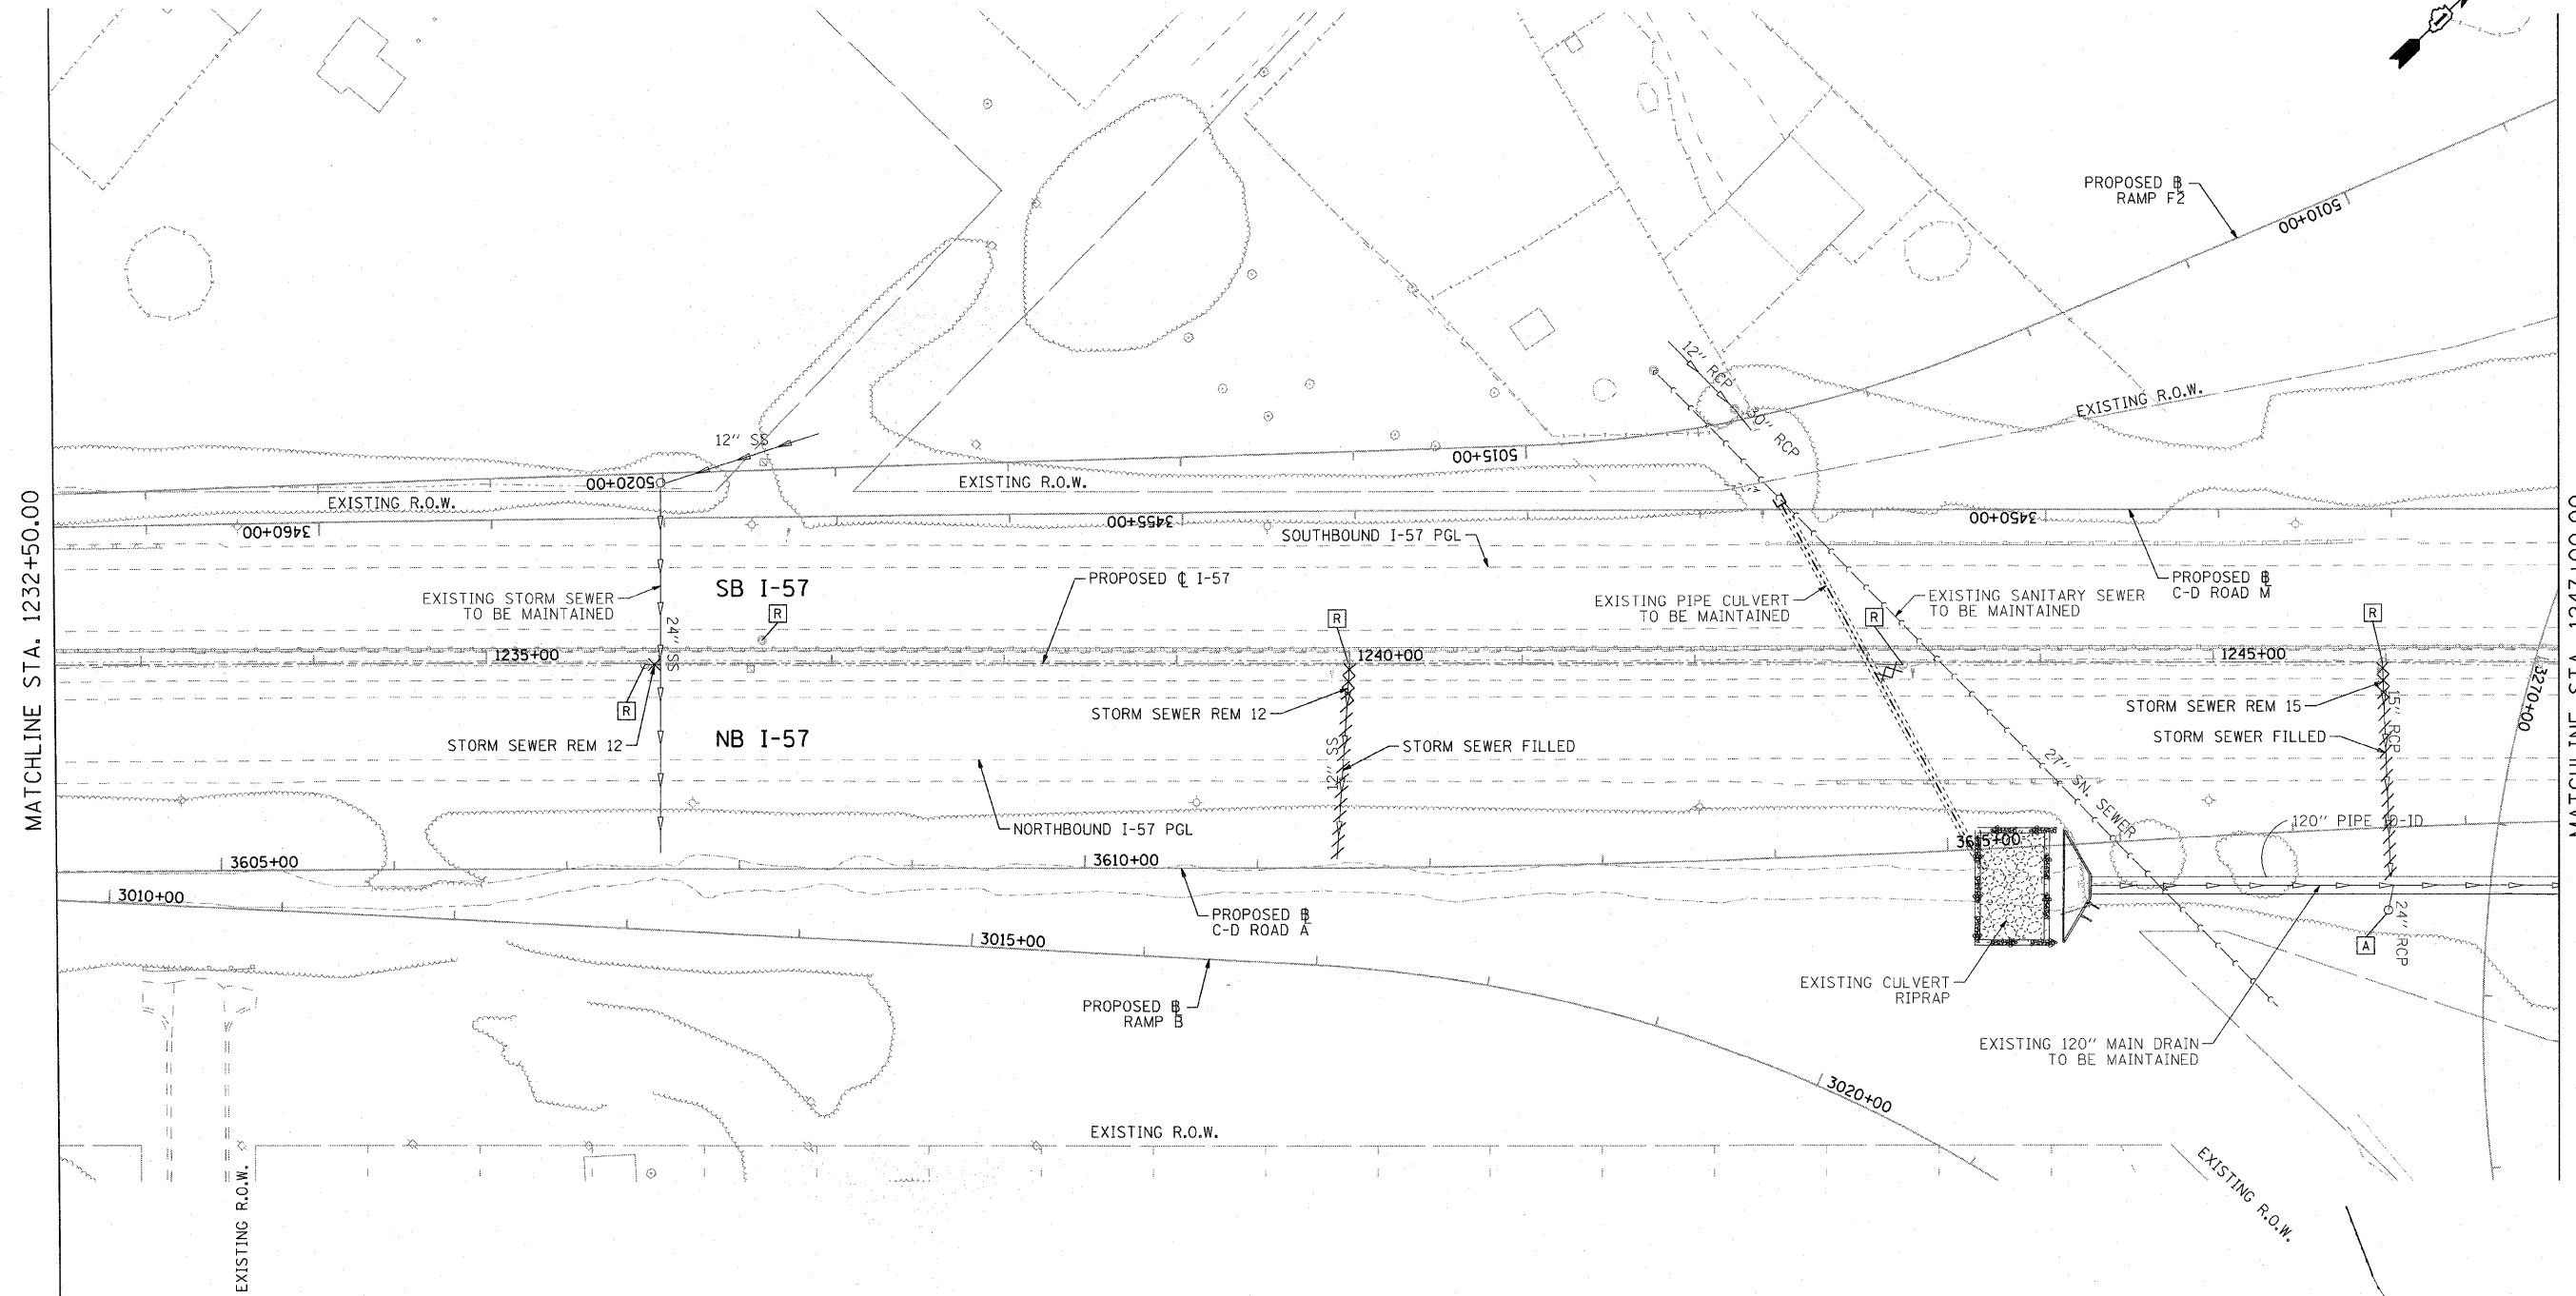 MATCHLINE STA. 1232+50.00
PROPOSED ⅊
RAMP F2
5010+00
12" RCP
EXISTING R.O.W.
12" SS
5015+00
5020+00
EXISTING R.O.W.
EXISTING R.O.W.
3460+00
3455+00
3450+00
SOUTHBOUND I-57 PGL
PROPOSED ℄ I-57
SB I-57
EXISTING STORM SEWER
TO BE MAINTAINED
R
R
EXISTING PIPE CULVERT
TO BE MAINTAINED
R
EXISTING SANITARY SEWER
TO BE MAINTAINED
PROPOSED ⅊
C-D ROAD M
R
24" SS
1235+00
1240+00
1245+00
3270+00
R
STORM SEWER REM 12
STORM SEWER REM 15
15" RCP
NB I-57
STORM SEWER REM 12
12" SS
STORM SEWER FILLED
STORM SEWER FILLED
27" SN. SEWER
NORTHBOUND I-57 PGL
120" PIPE 10-ID
3605+00
3610+00
3615+00
3010+00
PROPOSED ⅊
C-D ROAD A
3015+00
24" RCP
A
PROPOSED ⅊
RAMP B
EXISTING CULVERT
RIPRAP
EXISTING 120" MAIN DRAIN
TO BE MAINTAINED
3020+00
EXISTING R.O.W.
EXISTING R.O.W.
EXISTING R.O.W.